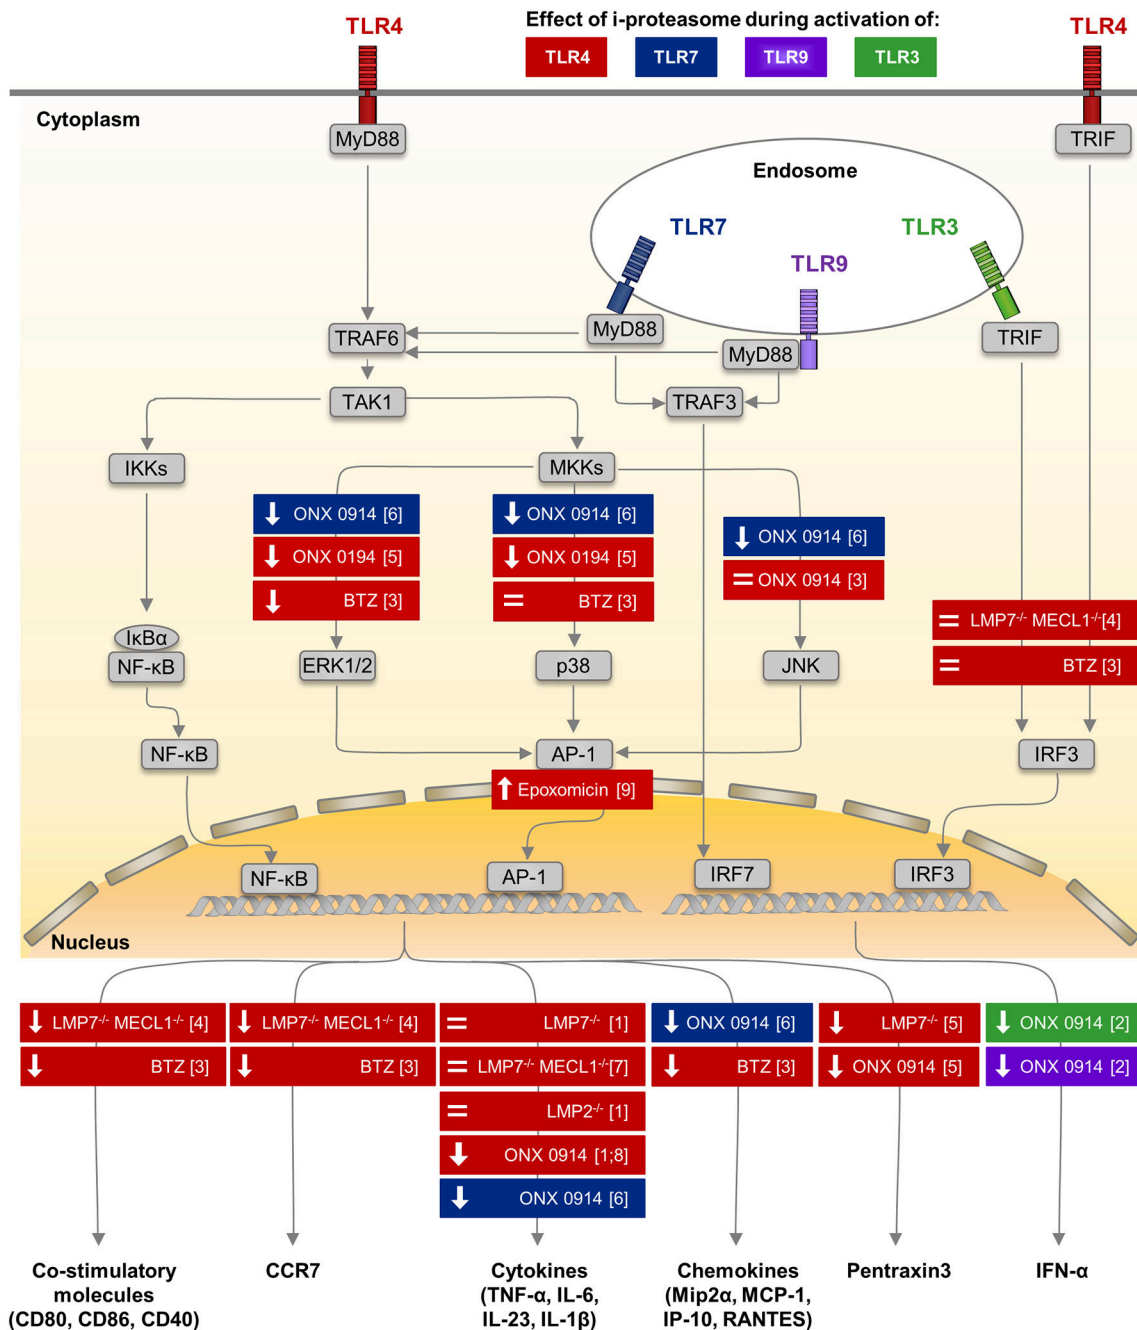 Effect of i-proteasome during activation of:
TLR4 TLR7 TLR9 TLR3
TLR4
TLR4
Cytoplasm
MyD88
TRIF
Endosome
TLR7
TLR3
TLR9
MyD88
TRIF
TRAF6
MyD88
TAK1
TRAF3
IKKs
MKKs
↓ ONX 0914 [6]
↓ ONX 0194 [5]
↓ BTZ [3]
↓ ONX 0914 [6]
↓ ONX 0194 [5]
= BTZ [3]
↓ ONX 0914 [6]
= ONX 0914 [3]
= LMP7-/- MECL1-/-[4]
= BTZ [3]
IκBα
NF-κB
ERK1/2
p38
JNK
NF-κB
AP-1
IRF3
↑ Epoxomicin [9]
NF-κB
AP-1
IRF7
IRF3
Nucleus
↓ LMP7-/- MECL1-/- [4]
↓ BTZ [3]
↓ LMP7-/- MECL1-/- [4]
↓ BTZ [3]
= LMP7-/- [1]
= LMP7-/- MECL1-/-[7]
= LMP2-/- [1]
↓ ONX 0914 [1;8]
↓ ONX 0914 [6]
↓ ONX 0914 [6]
↓ BTZ [3]
↓ LMP7-/- [5]
↓ ONX 0914 [5]
↓ ONX 0914 [2]
↓ ONX 0914 [2]
Co-stimulatory
molecules
(CD80, CD86, CD40)
CCR7
Cytokines
(TNF-α, IL-6,
IL-23, IL-1β)
Chemokines
(Mip2α, MCP-1,
IP-10, RANTES)
Pentraxin3
IFN-α